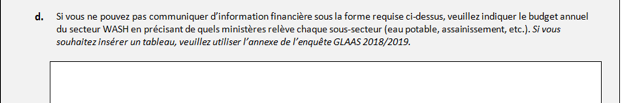 d. Si vous ne pouvez pas communiquer d'information financière sous la forme requise ci-dessus, veuillez indiquer le budget annuel
du secteur WASH en précisant de quels ministères relève chaque sous-secteur (eau potable, assainissement, etc.). Si vous
souhaitez insérer un tableau, veuillez utiliser l'annexe de l'enquête GLAAS 2018/2019.